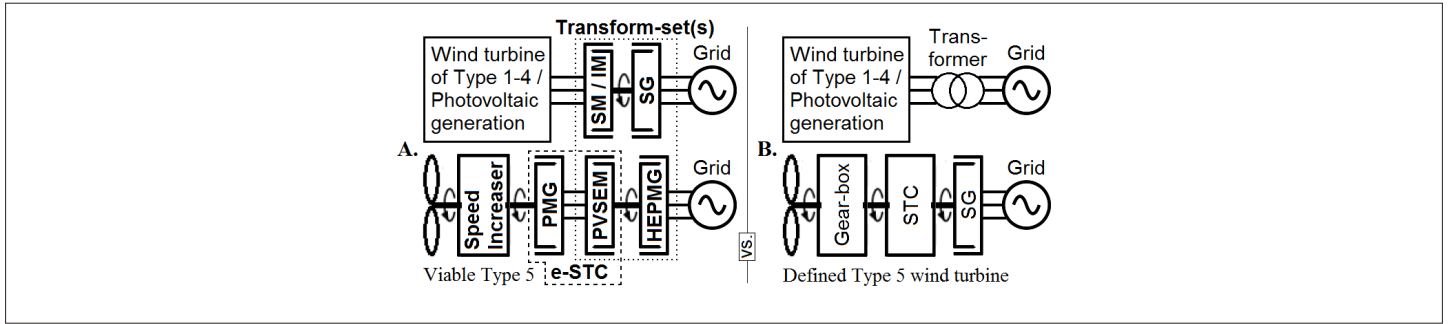 Transform-set(s)
Wind turbine
of Type 1-4 /
Photovoltaic
generation
SM / IM
SG
Grid
A.
Speed
Increaser
PMG
PVSEM
HEPMG
Grid
Viable Type 5
e-STC
vs.
Trans-
former
Wind turbine
of Type 1-4 /
Photovoltaic
generation
Grid
B.
Gear-box
STC
SG
Grid
Defined Type 5 wind turbine